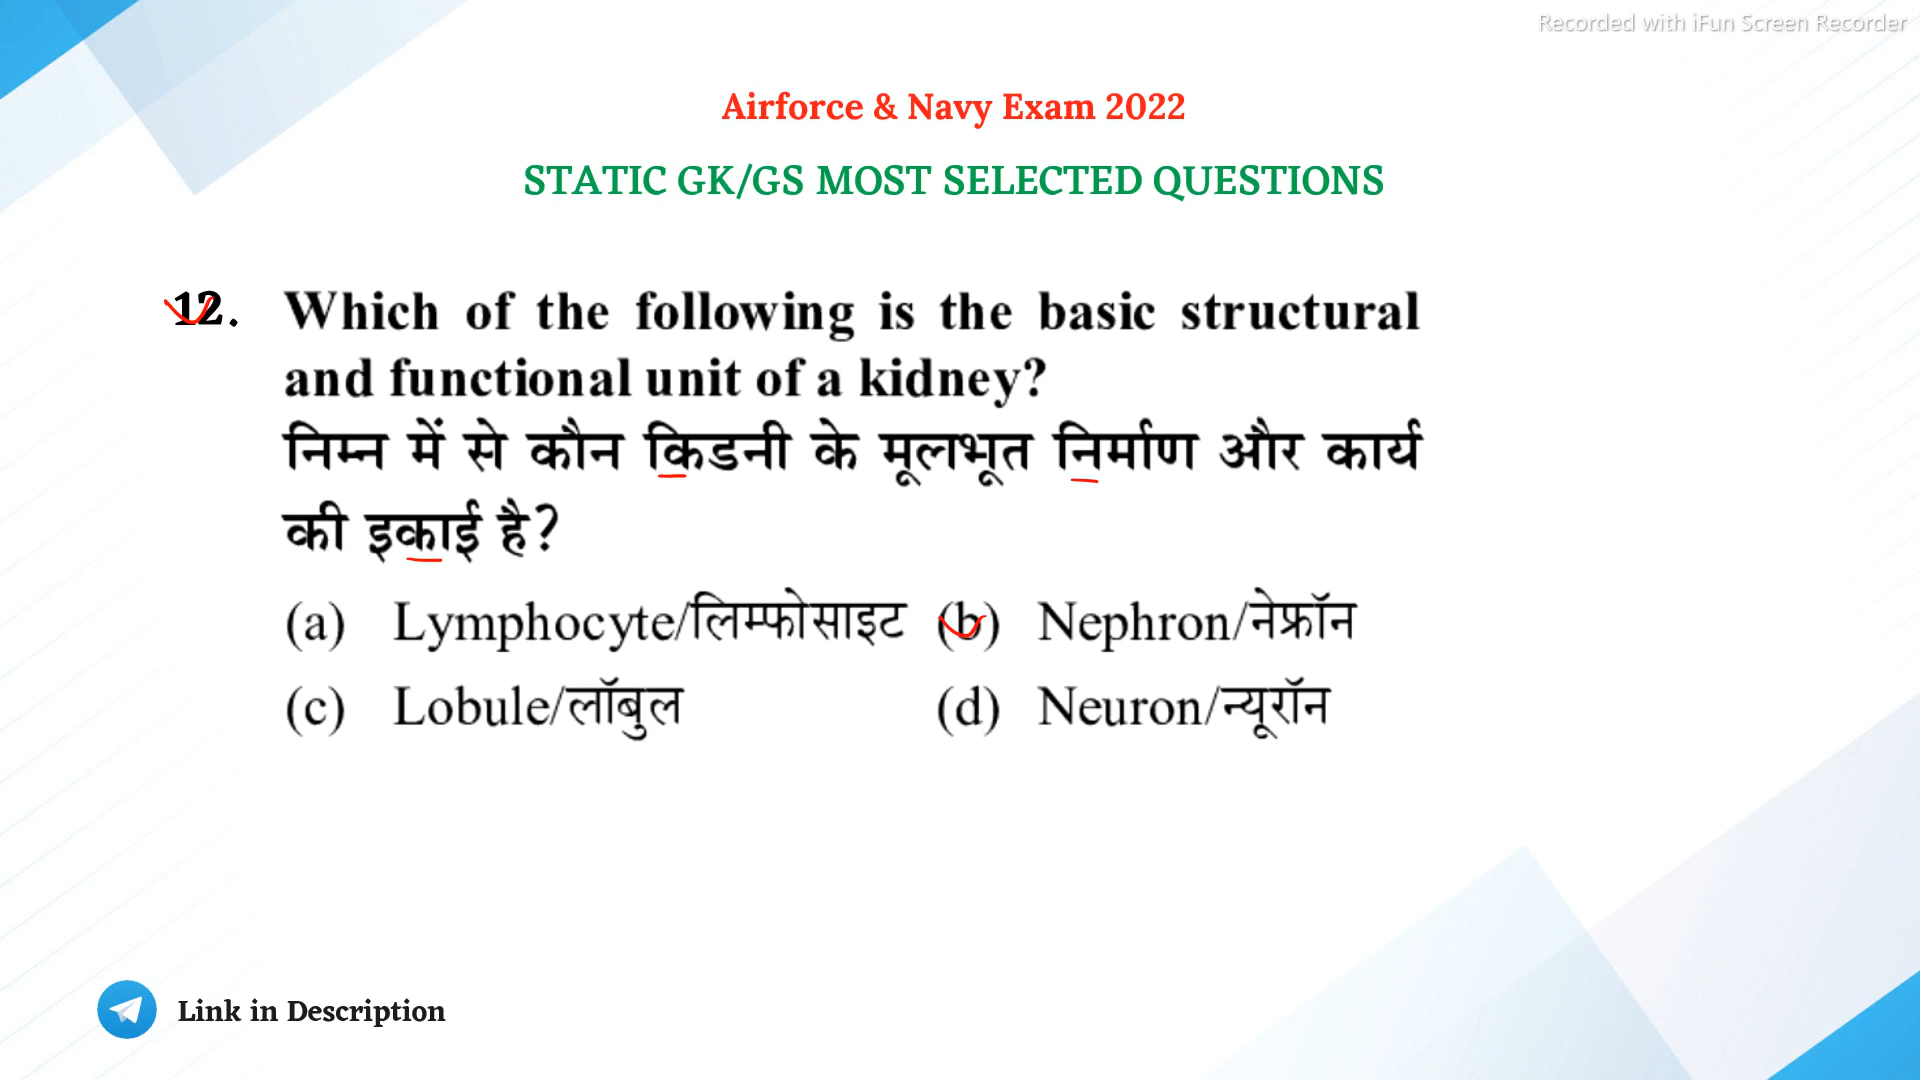 Recorded with iFun Screen Recorder
Airforce & Navy Exam 2022
STATIC GK/GS MOST SELECTED QUESTIONS
12. Which of the following is the basic structural
and functional unit of a kidney?
निम्न में से कौन किडनी के मूलभूत निर्माण और कार्य
की इकाई है?
(a) Lymphocyte/लिम्फोसाइट (b) Nephron/नेफ्रॉन
(c) Lobule/लॉबुल (d) Neuron/न्यूरॉन
Link in Description